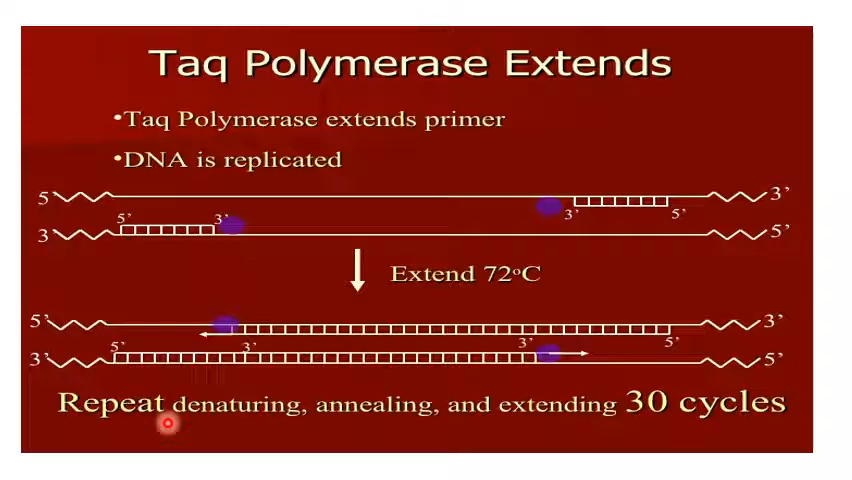 Taq Polymerase Extends
•Taq Polymerase extends primer
•DNA is replicated
5' 3'
3' 5'
5' 3'
3' 5'
Extend 72°C
5' 3'
3' 5'
5' 3'
3' 5'
Repeat denaturing, annealing, and extending 30 cycles